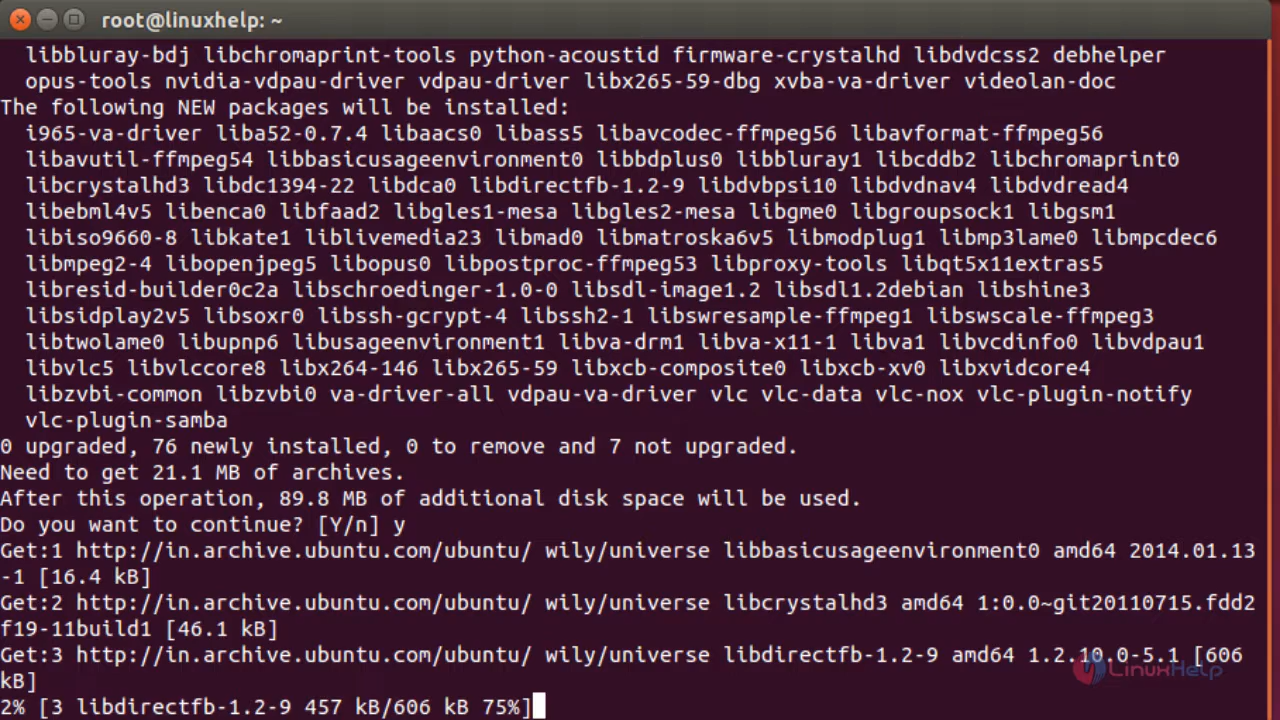 root@linuxhelp: ~
libbluray-bdj libchromaprint-tools python-acoustid firmware-crystalhd libdvdcss2 debhelper
opus-tools nvidia-vdpau-driver vdpau-driver libx265-59-dbg xvba-va-driver videolan-doc
The following NEW packages will be installed:
i965-va-driver liba52-0.7.4 libaacs0 libass5 libavcodec-ffmpeg56 libavformat-ffmpeg56
libavutil-ffmpeg54 libbasicusageenvironment0 libbdplus0 libbluray1 libcddb2 libchromaprint0
libcrystalhd3 libdc1394-22 libdca0 libdirectfb-1.2-9 libdvbpsi10 libdvdnav4 libdvdread4
libebml4v5 libenca0 libfaad2 libgles1-mesa libgles2-mesa libgme0 libgroupsock1 libgsm1
libiso9660-8 libkate1 liblivemedia23 libmad0 libmatroska6v5 libmodplug1 libmp3lame0 libmpcdec6
libmpeg2-4 libopenjpeg5 libopus0 libpostproc-ffmpeg53 libproxy-tools libqt5x11extras5
libresid-builder0c2a libschroedinger-1.0-0 libsdl-image1.2 libsdl1.2debian libshine3
libsidplay2v5 libsoxr0 libssh-gcrypt-4 libssh2-1 libswresample-ffmpeg1 libswscale-ffmpeg3
libtwolame0 libupnp6 libusageenvironment1 libva-drm1 libva-x11-1 libva1 libvcdinfo0 libvdpau1
libvlc5 libvlccore8 libx264-146 libx265-59 libxcb-composite0 libxcb-xv0 libxvidcore4
libzvbi-common libzvbi0 va-driver-all vdpau-va-driver vlc vlc-data vlc-nox vlc-plugin-notify
vlc-plugin-samba
0 upgraded, 76 newly installed, 0 to remove and 7 not upgraded.
Need to get 21.1 MB of archives.
After this operation, 89.8 MB of additional disk space will be used.
Do you want to continue? [Y/n] y
Get:1 http://in.archive.ubuntu.com/ubuntu/ wily/universe libbasicusageenvironment0 amd64 2014.01.13
-1 [16.4 kB]
Get:2 http://in.archive.ubuntu.com/ubuntu/ wily/universe libcrystalhd3 amd64 1:0.0~git20110715.fdd2
f19-11build1 [46.1 kB]
Get:3 http://in.archive.ubuntu.com/ubuntu/ wily/universe libdirectfb-1.2-9 amd64 1.2.10.0-5.1 [606
kB]
LinuxHelp
2% [3 libdirectfb-1.2-9 457 kB/606 kB 75%]